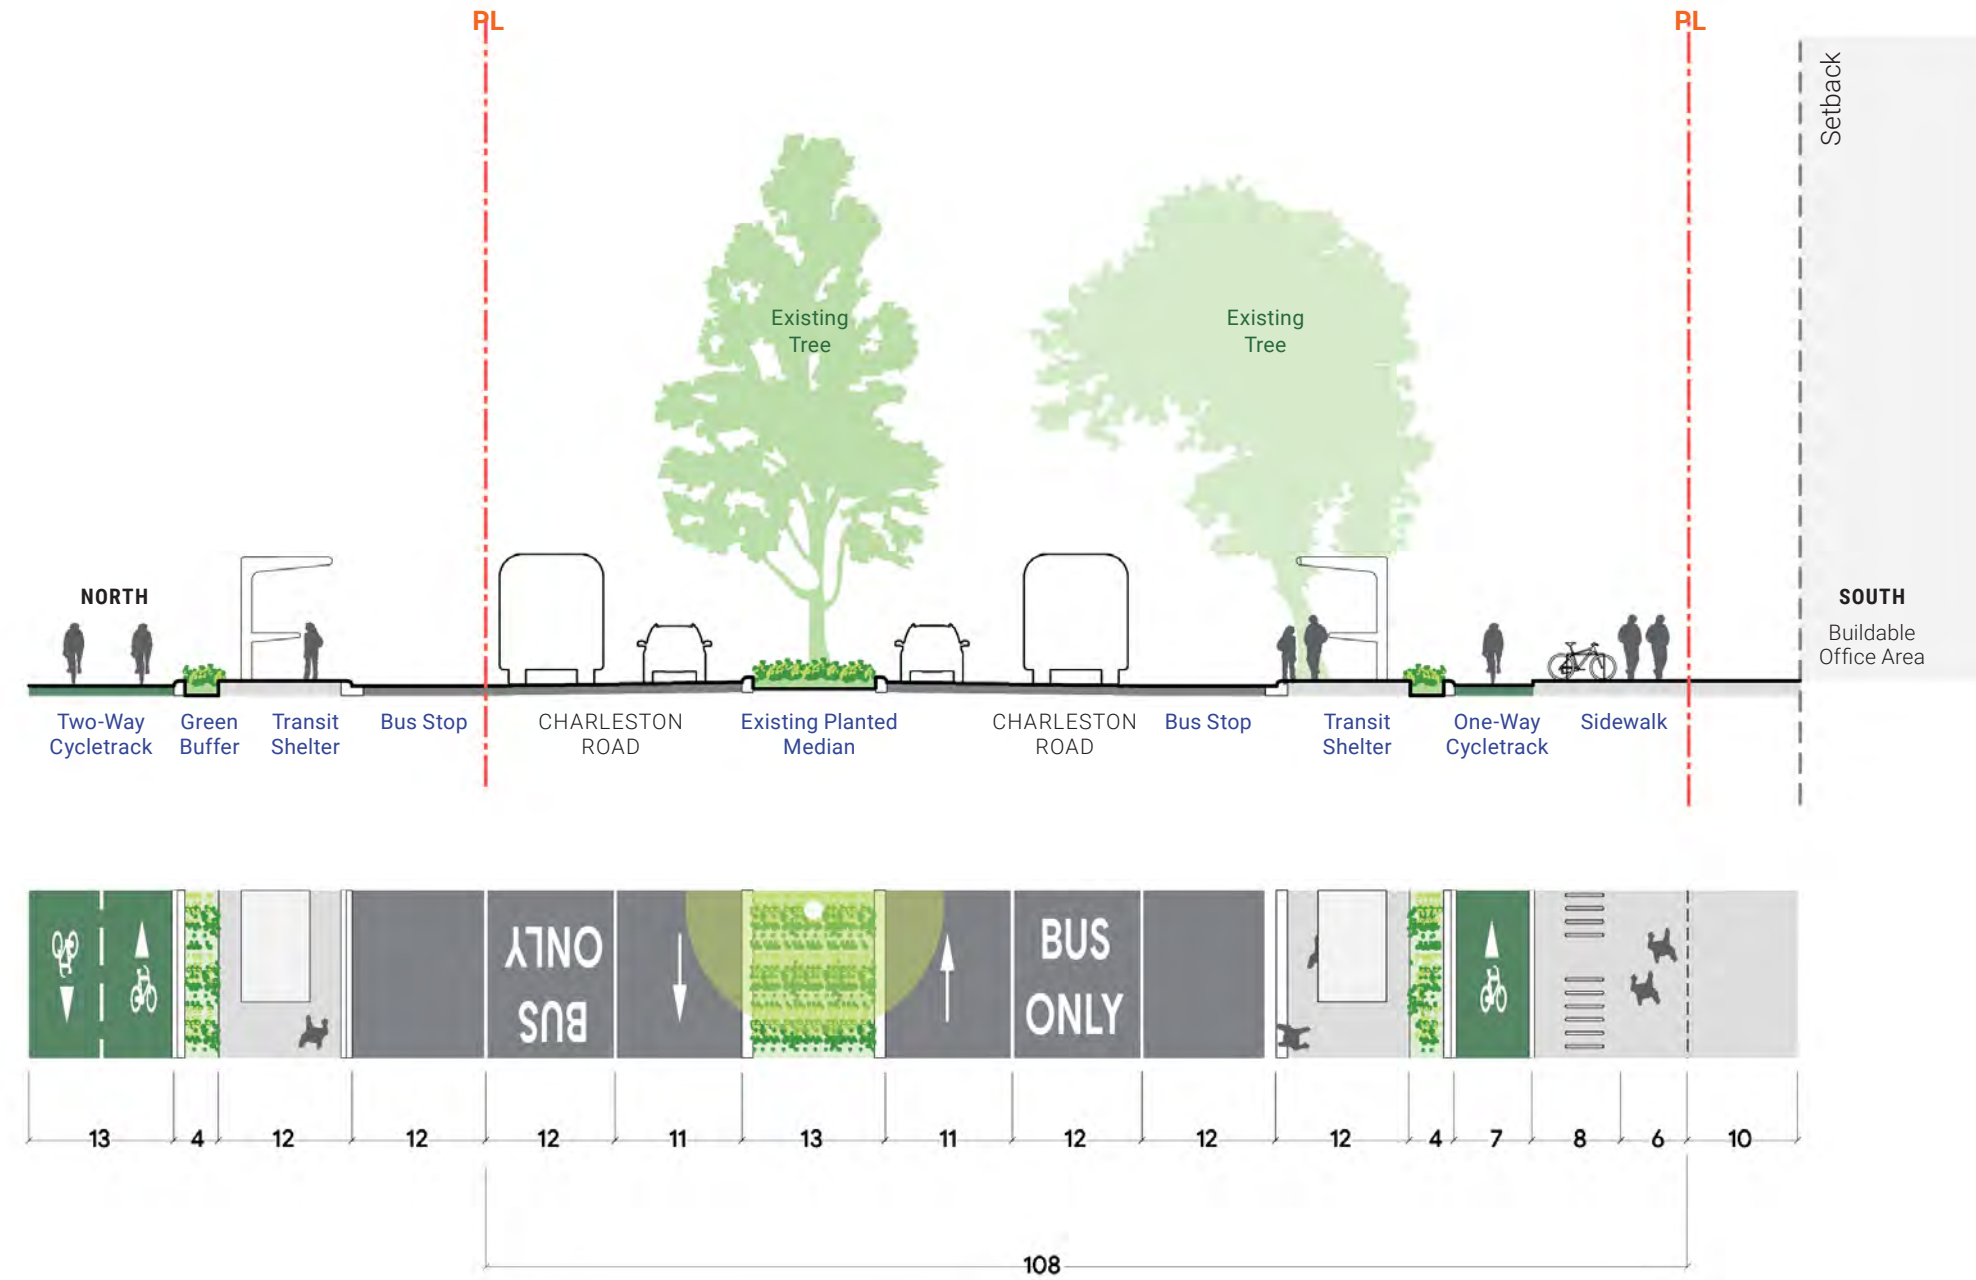 PL PL
Setback
Existing
Tree
Existing
Tree
NORTH
SOUTH
Buildable
Office Area
Two-Way
Cycletrack
Green
Buffer
Transit
Shelter
Bus Stop
CHARLESTON
ROAD
Existing Planted
Median
CHARLESTON
ROAD
Bus Stop
Transit
Shelter
One-Way
Cycletrack
Sidewalk
BUS
ONLY
BUS
ONLY
13 4 12 12 12 11 13 11 12 12 12 4 7 8 6 10
108